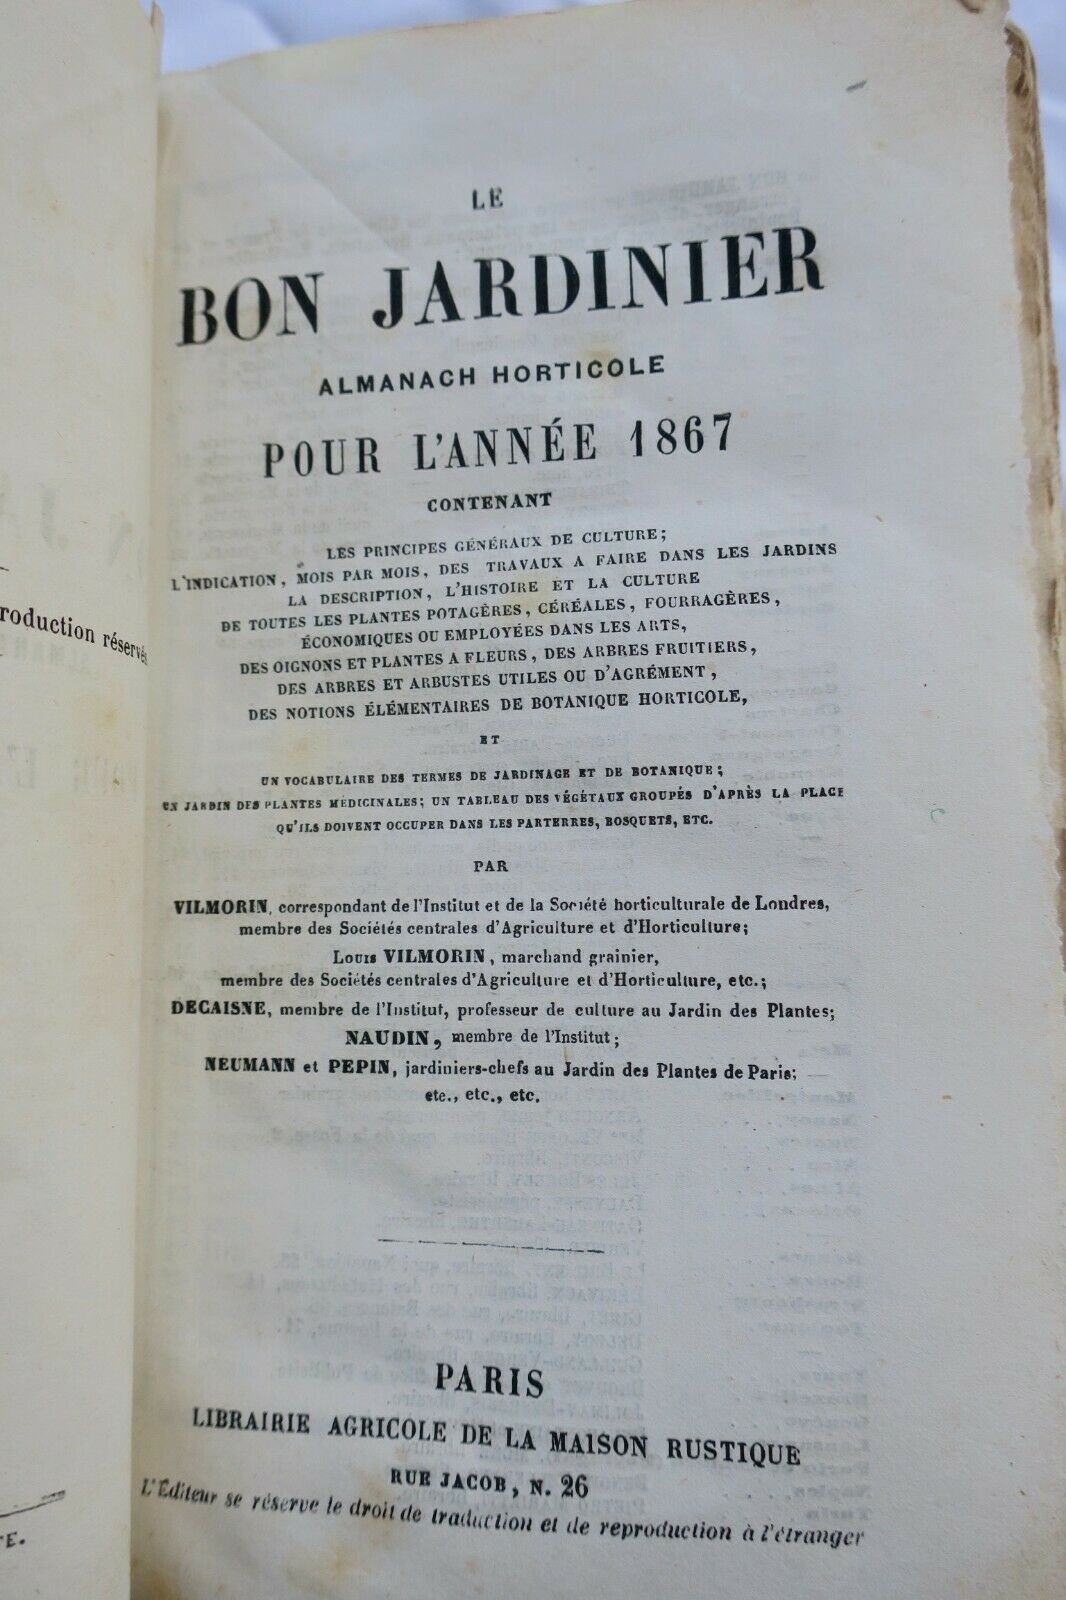 roduction réservés
TE.
LE
BON JARDINIER
ALMANACH HORTICOLE
POUR L'ANNÉE 1867
CONTENANT
LES PRINCIPES GÉNÉRAUX DE CULTURE;
L'INDICATION, MOIS PAR MOIS, DES TRAVAUX A FAIRE DANS LES JARDINS
LA DESCRIPTION, L'HISTOIRE ET LA CULTURE
DE TOUTES LES PLANTES POTAGÈRES, CÉRÉALES, FOURRAGÈRES,
ÉCONOMIQUES OU EMPLOYÉES DANS LES ARTS,
DES OIGNONS ET PLANTES A FLEURS, DES ARBRES FRUITIERS,
DES ARBRES ET ARBUSTES UTILES OU D'AGRÉMENT,
DES NOTIONS ÉLÉMENTAIRES DE BOTANIQUE HORTICOLE,
ET
UN VOCABULAIRE DES TERMES DE JARDINAGE ET DE BOTANIQUE;
UN JARDIN DES PLANTES MÉDICINALES; UN TABLEAU DES VÉGÉTAUX GROUPÉS D'APRÈS LA PLACE
QU'ILS DOIVENT OCCUPER DANS LES PARTERRES, BOSQUETS, ETC.
PAR
VILMORIN, correspondant de l'Institut et de la Société horticulturale de Londres,
membre des Sociétés centrales d'Agriculture et d'Horticulture;
LOUIS VILMORIN, marchand grainier,
membre des Sociétés centrales d'Agriculture et d'Horticulture, etc.;
DECAISNE, membre de l'Institut, professeur de culture au Jardin des Plantes;
NAUDIN, membre de l'Institut;
NEUMANN et PEPIN, jardiniers-chefs au Jardin des Plantes de Paris;
etc., etc., etc.
PARIS
LIBRAIRIE AGRICOLE DE LA MAISON RUSTIQUE
RUE JACOB, N. 26
L'Éditeur se réserve le droit de traduction et de reproduction à l'étranger